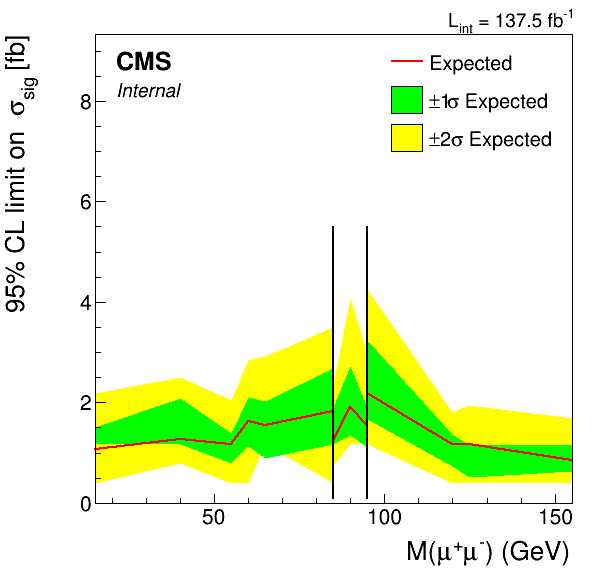 L_int = 137.5 fb⁻¹
CMS
Internal
Expected
±1σ Expected
±2σ Expected
95% CL limit on σ_sig [fb]
8
6
4
2
0
50 100 150
M(μ⁺μ⁻) (GeV)